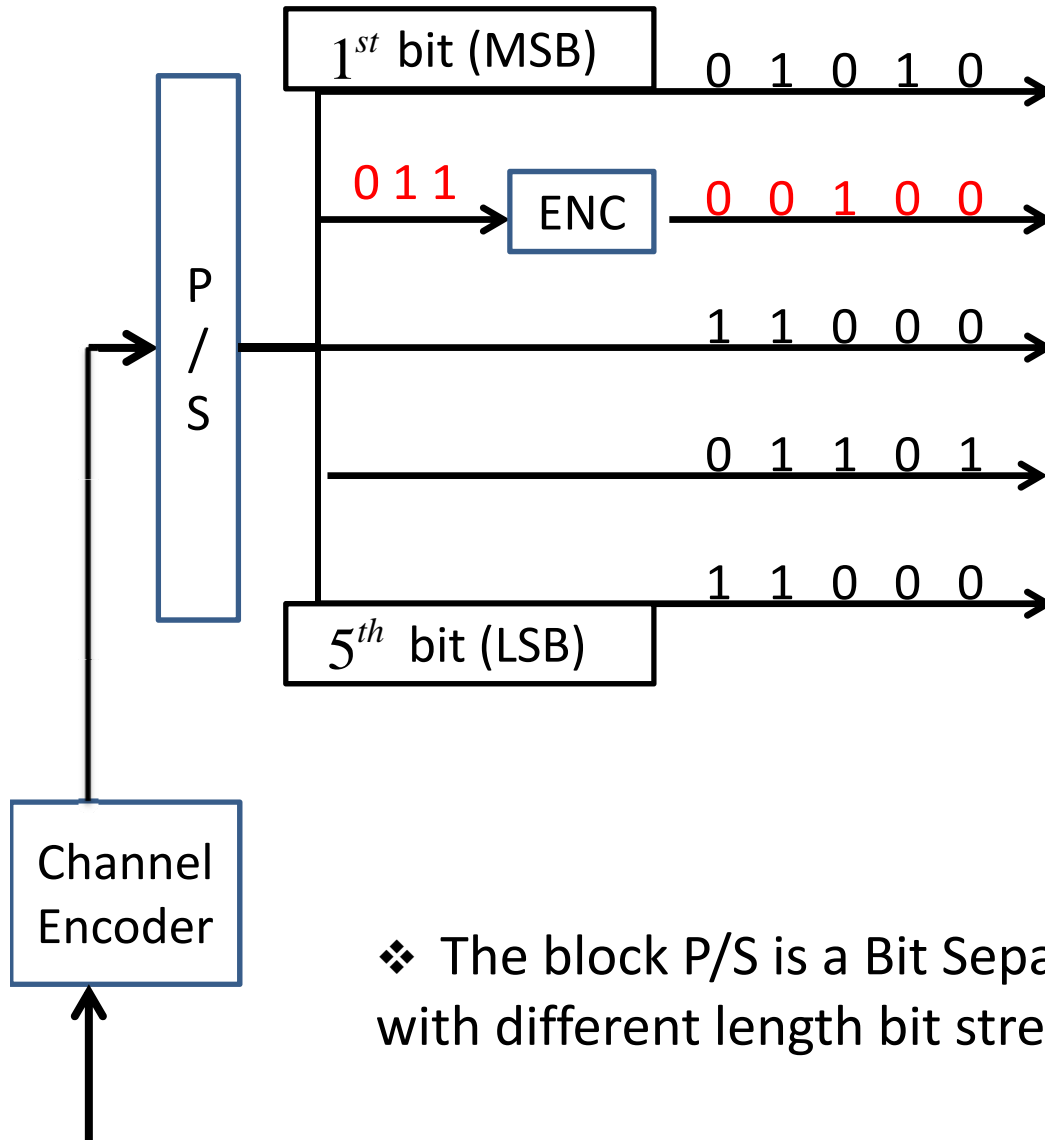 1st bit (MSB)
0 1 0 1 0
0 1 1
ENC
0 0 1 0 0
P
/
S
1 1 0 0 0
0 1 1 0 1
1 1 0 0 0
5th bit (LSB)
Channel
Encoder
❖ The block P/S is a Bit
with different length bit